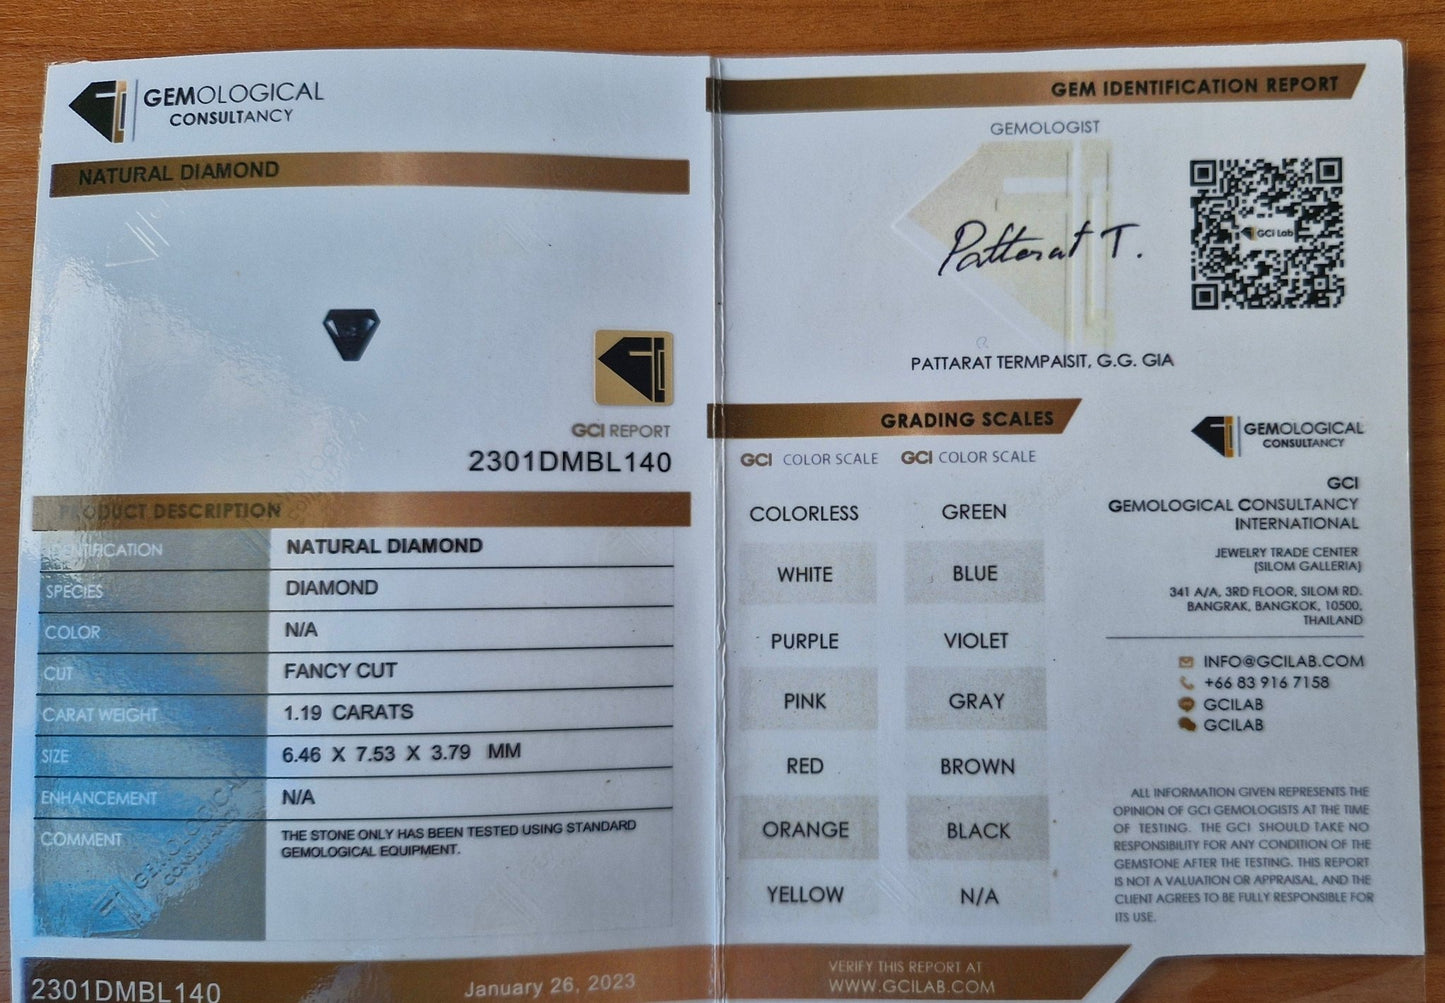 GEMOLOGICAL
CONSULTANCY
NATURAL DIAMOND
GCI REPORT
2301DMBL140
PRODUCT DESCRIPTION
IDENTIFICATION NATURAL DIAMOND
SPECIES DIAMOND
COLOR N/A
CUT FANCY CUT
CARAT WEIGHT 1.19 CARATS
SIZE 6.46 X 7.53 X 3.79 MM
ENHANCEMENT N/A
COMMENT THE STONE ONLY HAS BEEN TESTED USING STANDARD
GEMOLOGICAL EQUIPMENT.
GEMOLOGICAL
CONSULTANCY
2301DMBL140 January 26, 2023
GEM IDENTIFICATION REPORT
GEMOLOGIST
GCI Lab
Pattarat T.
PATTARAT TERMPAISIT, G.G. GIA
GRADING SCALES
GCI COLOR SCALE GCI COLOR SCALE
COLORLESS GREEN
WHITE BLUE
PURPLE VIOLET
PINK GRAY
RED BROWN
ORANGE BLACK
YELLOW N/A
GEMOLOGICAL
CONSULTANCY
GCI
GEMOLOGICAL CONSULTANCY
INTERNATIONAL
JEWELRY TRADE CENTER
(SILOM GALLERIA)
341 A/A, 3RD FLOOR, SILOM RD.
BANGRAK, BANGKOK, 10500,
THAILAND
INFO@GCILAB.COM
+66 83 916 7158
GCILAB
GCILAB
ALL INFORMATION GIVEN REPRESENTS THE
OPINION OF GCI GEMOLOGISTS AT THE TIME
OF TESTING. THE GCI SHOULD TAKE NO
RESPONSIBILITY FOR ANY CONDITION OF THE
GEMSTONE AFTER THE TESTING. THIS REPORT
IS NOT A VALUATION OR APPRAISAL, AND THE
CLIENT AGREES TO BE FULLY RESPONSIBLE FOR
ITS USE.
VERIFY THIS REPORT AT
WWW.GCILAB.COM